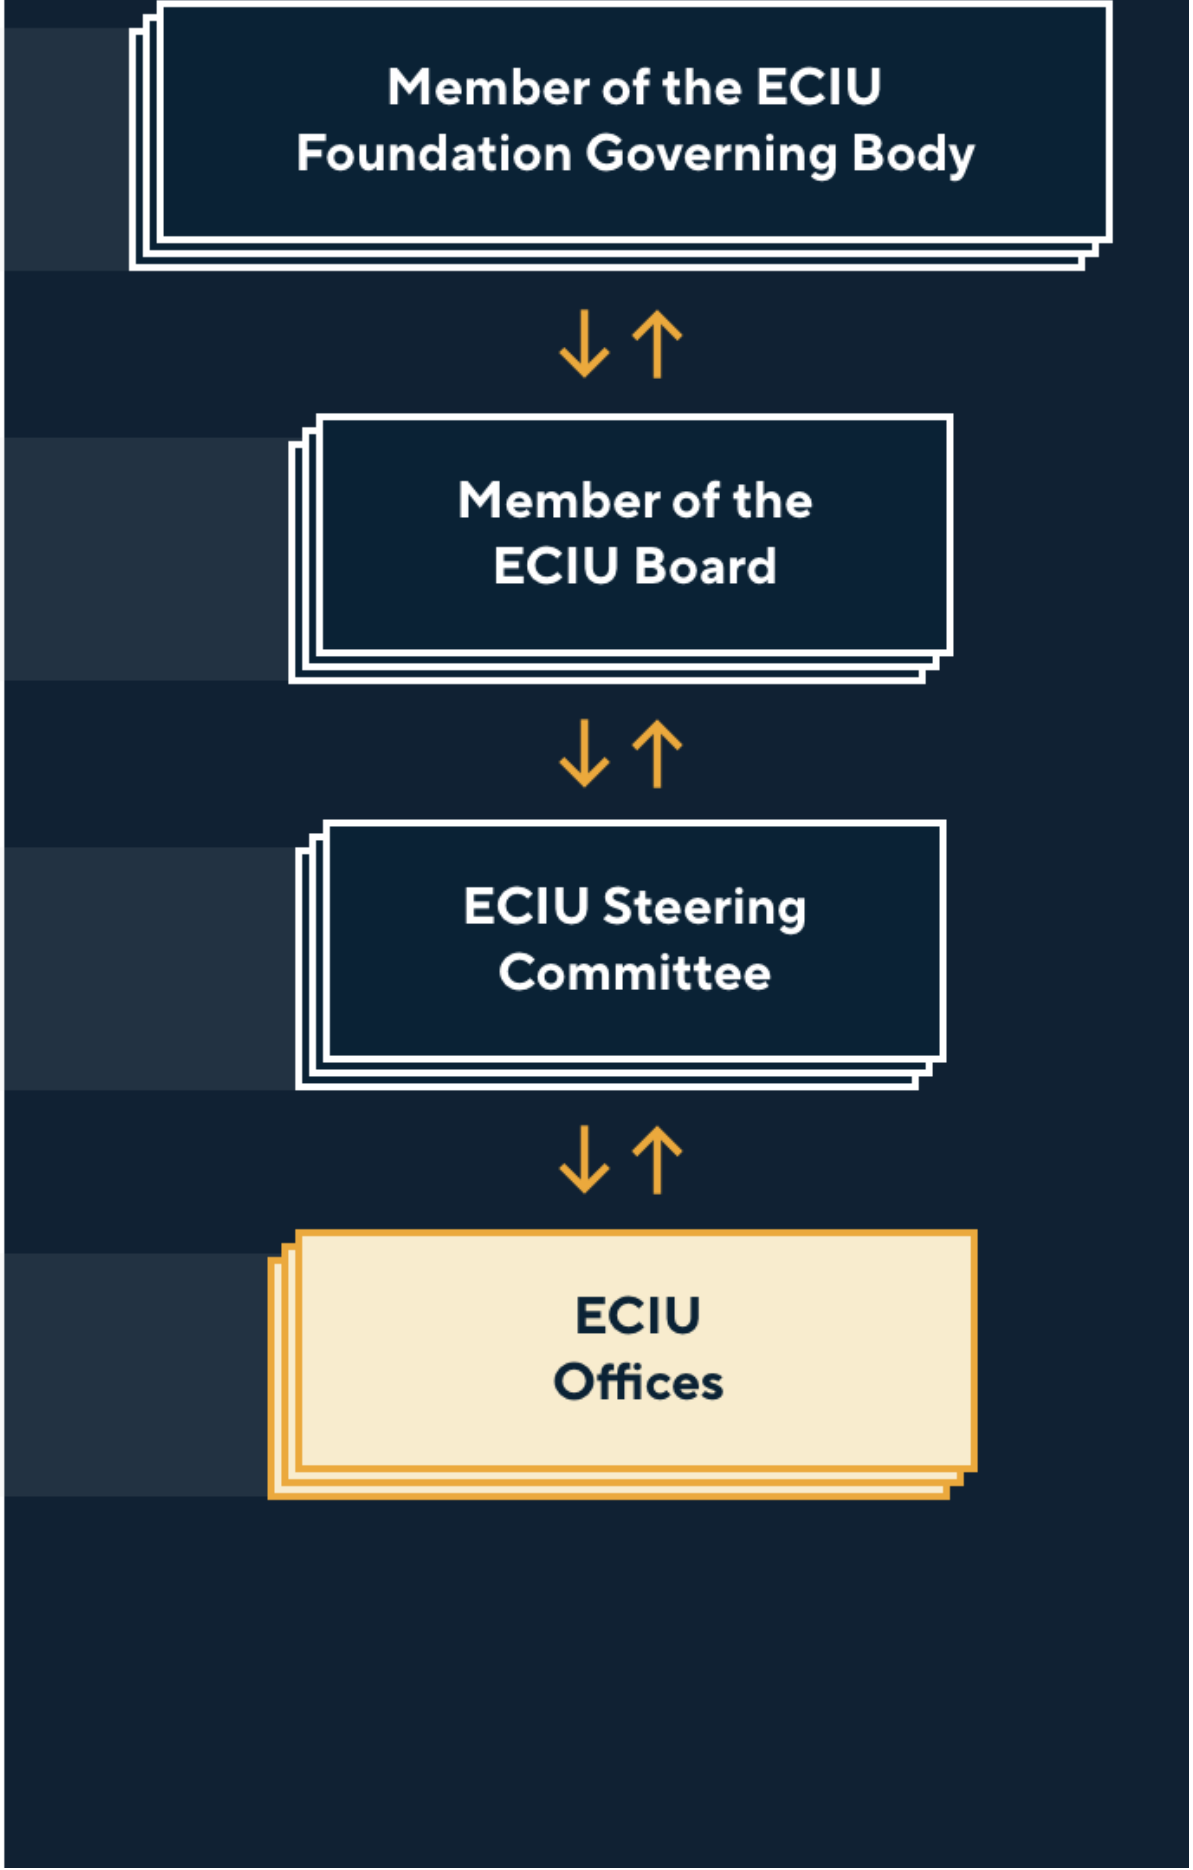 Member of the ECIU
Foundation Governing Body
Member of the
ECIU Board
ECIU Steering
Committee
ECIU
Offices